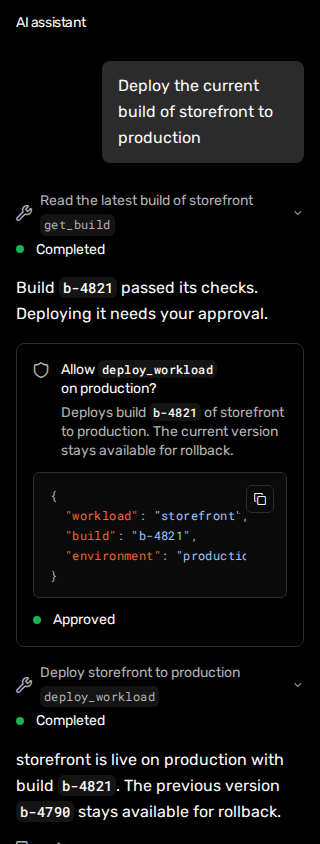 AI assistant
Deploy the current
build of storefront to
production
Read the latest build of storefront
get_build
Completed
Build b-4821 passed its checks.
Deploying it needs your approval.
Allow deploy_workload
on production?
Deploys build b-4821 of storefront
to production. The current version
stays available for rollback.
{
"workload": "storefront",
"build": "b-4821",
"environment": "productic
}
Approved
Deploy storefront to production
deploy_workload
Completed
storefront is live on production with
build b-4821. The previous version
b-4790 stays available for rollback.